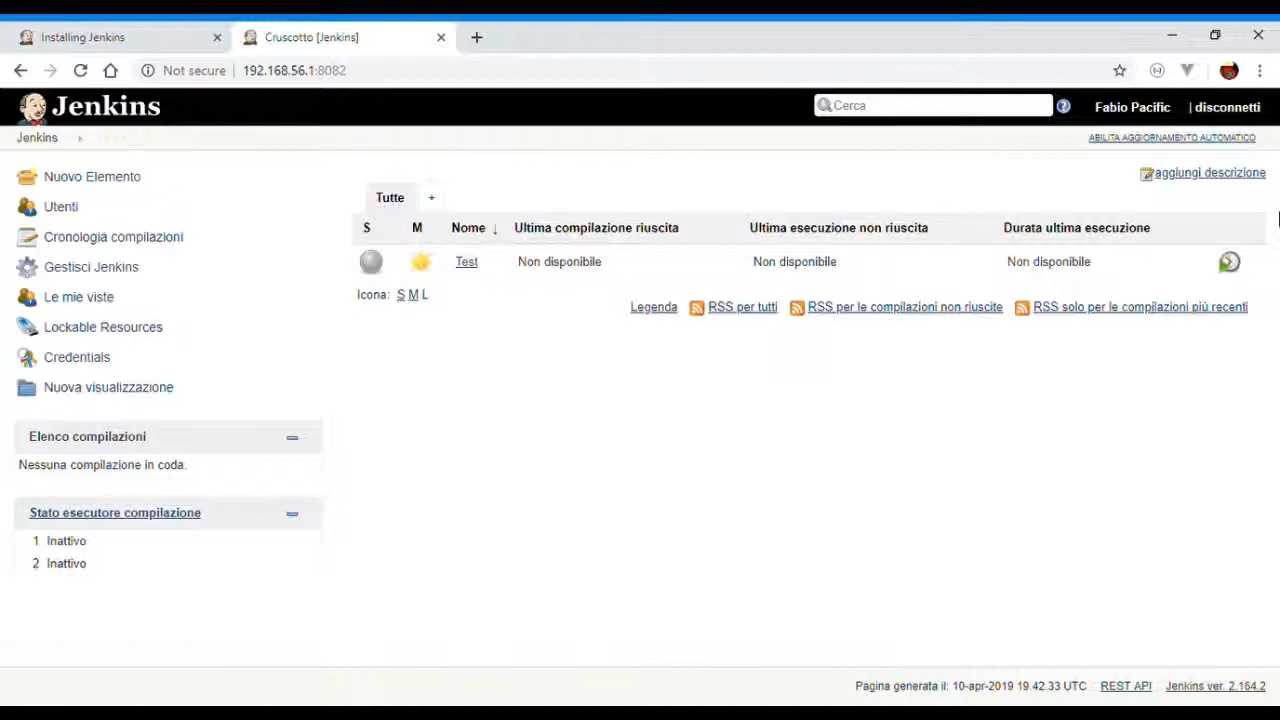 Installing Jenkins
Cruscotto [Jenkins]
Not secure | 192.168.56.1:8082
Jenkins
Cerca
Fabio Pacific | disconnetti
Jenkins
ABILITA AGGIORNAMENTO AUTOMATICO
Nuovo Elemento
Utenti
Cronologia compilazioni
Gestisci Jenkins
Le mie viste
Lockable Resources
Credentials
Nuova visualizzazione
Elenco compilazioni
Nessuna compilazione in coda.
Stato esecutore compilazione
1 Inattivo
2 Inattivo
aggiungi descrizione
Tutte +
S M Nome ↓ Ultima compilazione riuscita Ultima esecuzione non riuscita Durata ultima esecuzione
Test Non disponibile Non disponibile Non disponibile
Icona: S M L
Legenda RSS per tutti RSS per le compilazioni non riuscite RSS solo per le compilazioni più recenti
Pagina generata il: 10-apr-2019 19.42.33 UTC REST API Jenkins ver. 2.164.2